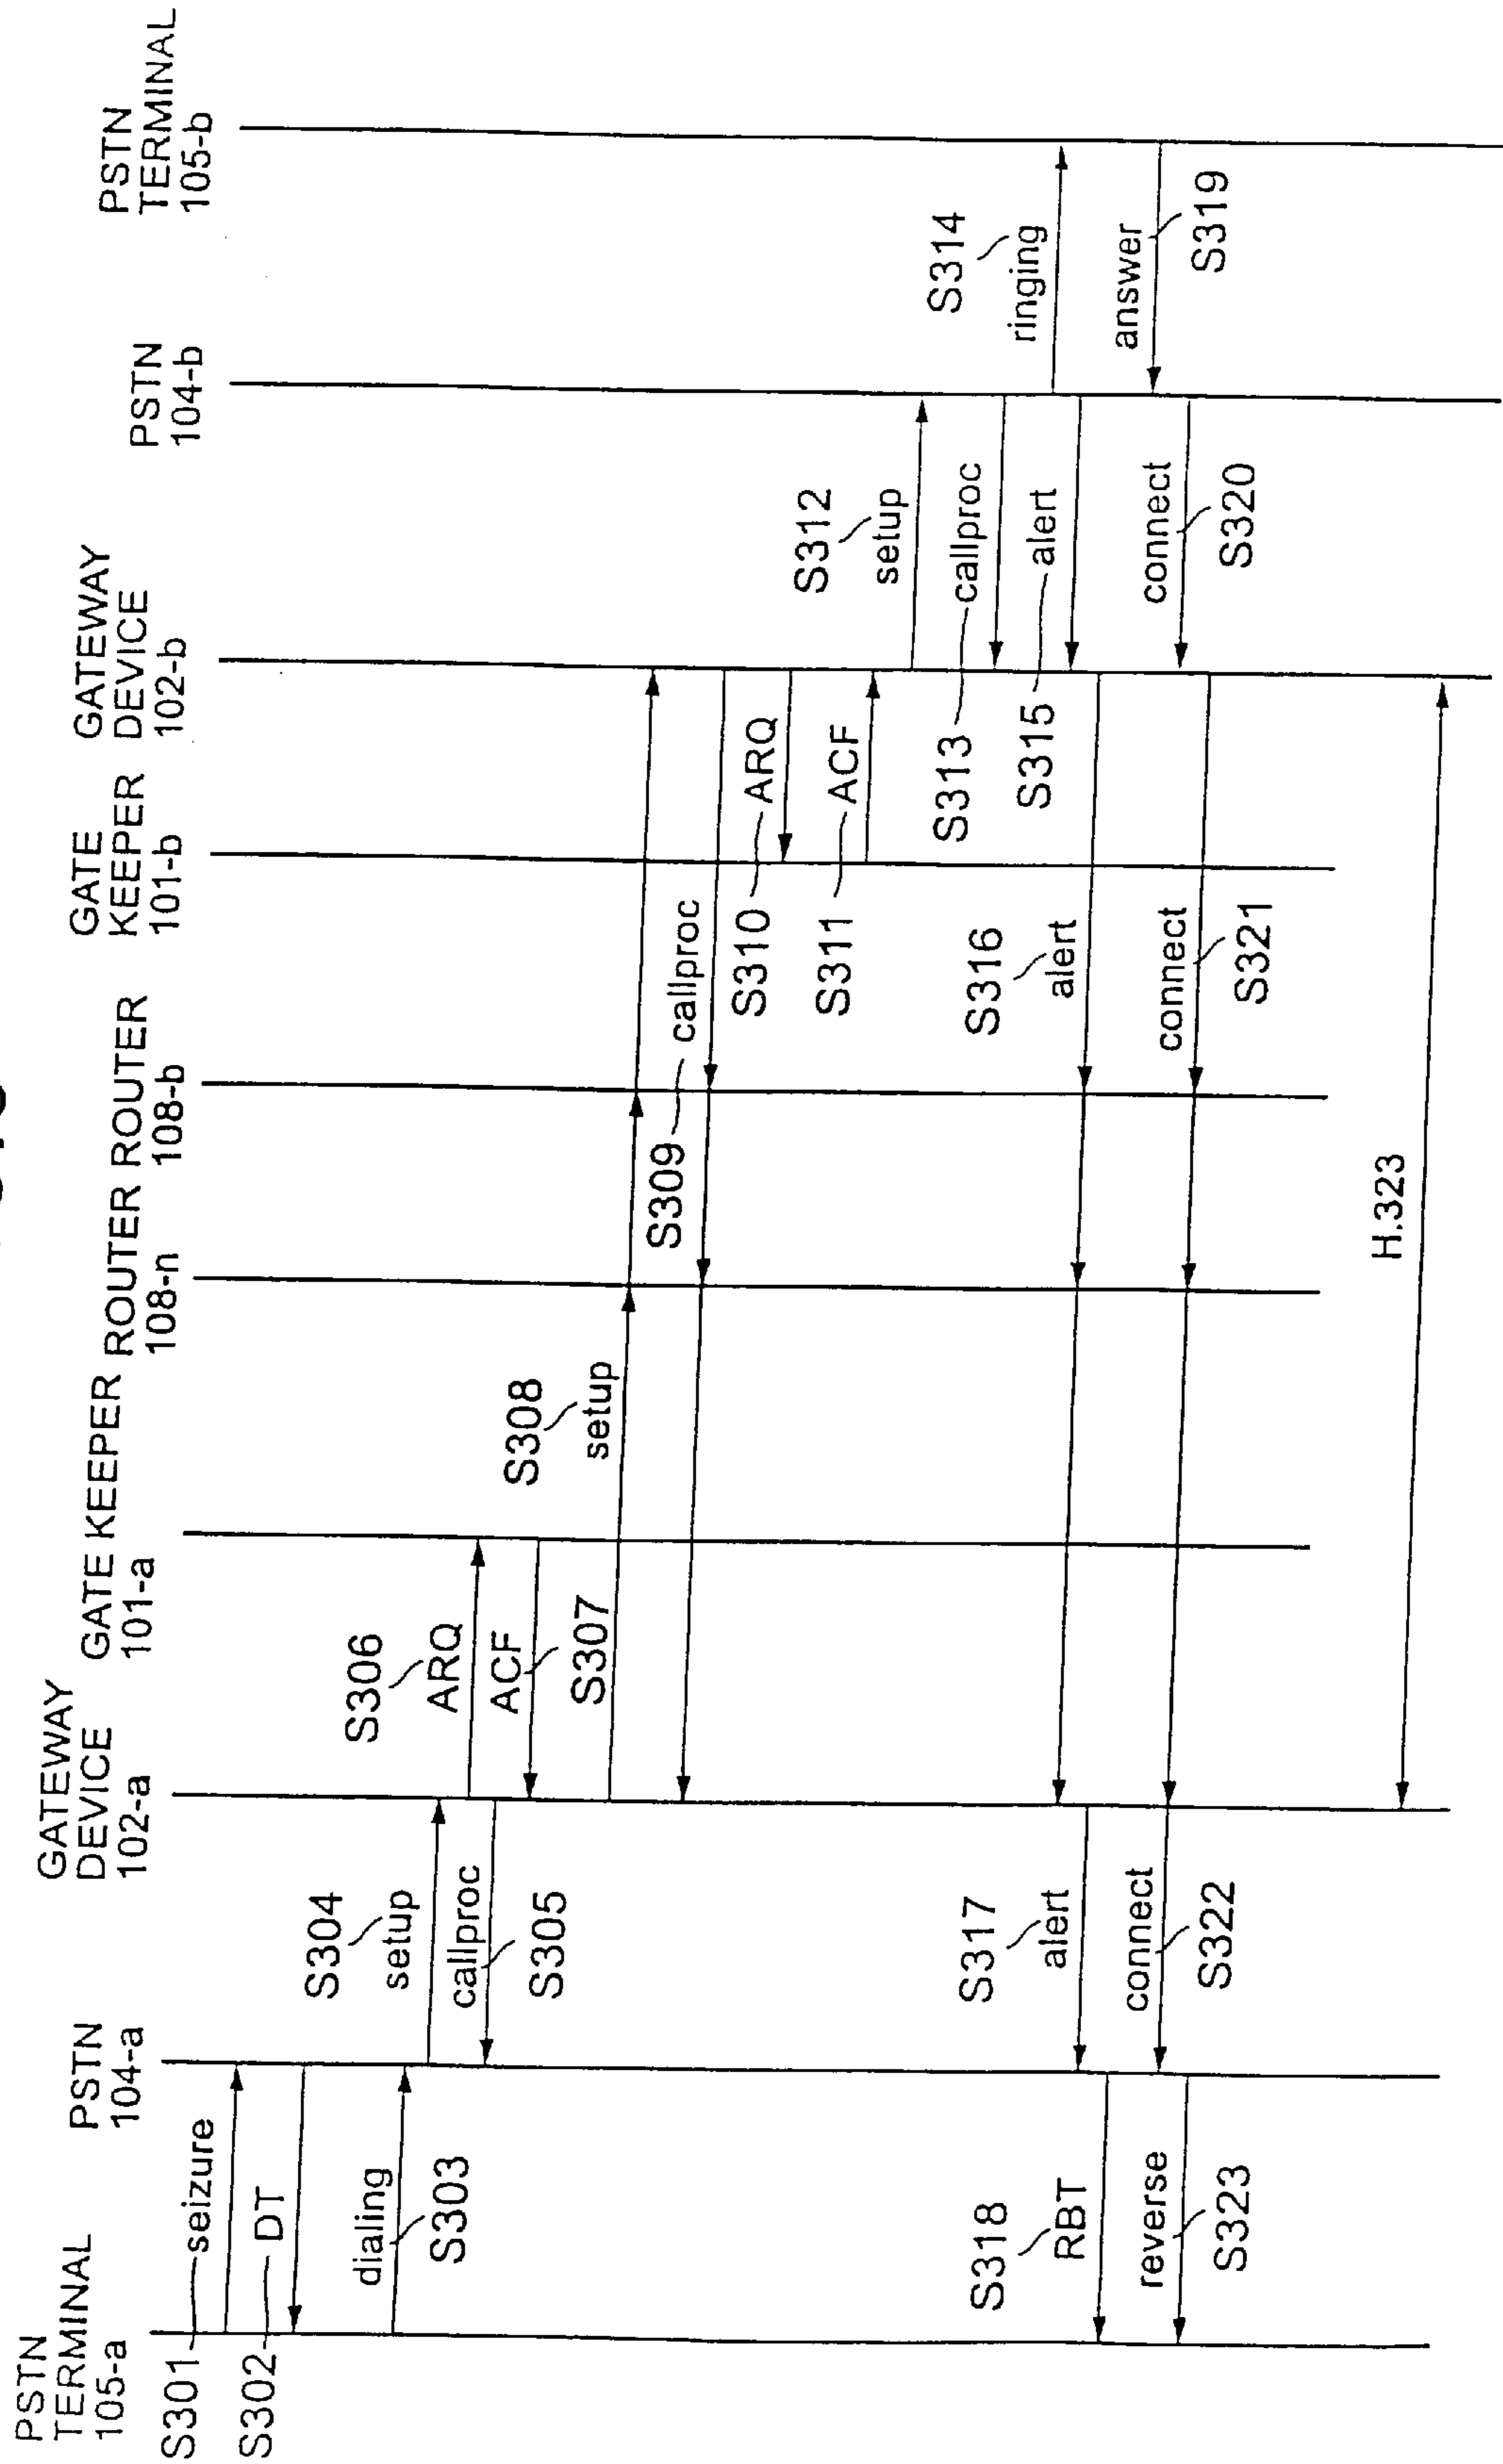 PSTN
TERMINAL
105-a
PSTN
104-a
GATEWAY
DEVICE
102-a
GATE KEEPER
101-a
ROUTER
108-n
ROUTER
108-b
GATE
KEEPER
101-b
GATEWAY
DEVICE
102-b
PSTN
104-b
PSTN
TERMINAL
105-b
S301
seizure
S302
DT
dialing
S303
S304
setup
callproc
S305
S306
ARQ
ACF
S307
S308
setup
S309
callproc
S310
ARQ
S311
ACF
S312
setup
S313
callproc
S314
ringing
S315
alert
S316
alert
S317
alert
S318
RBT
answer
S319
connect
S320
connect
S321
connect
S322
reverse
S323
H.323